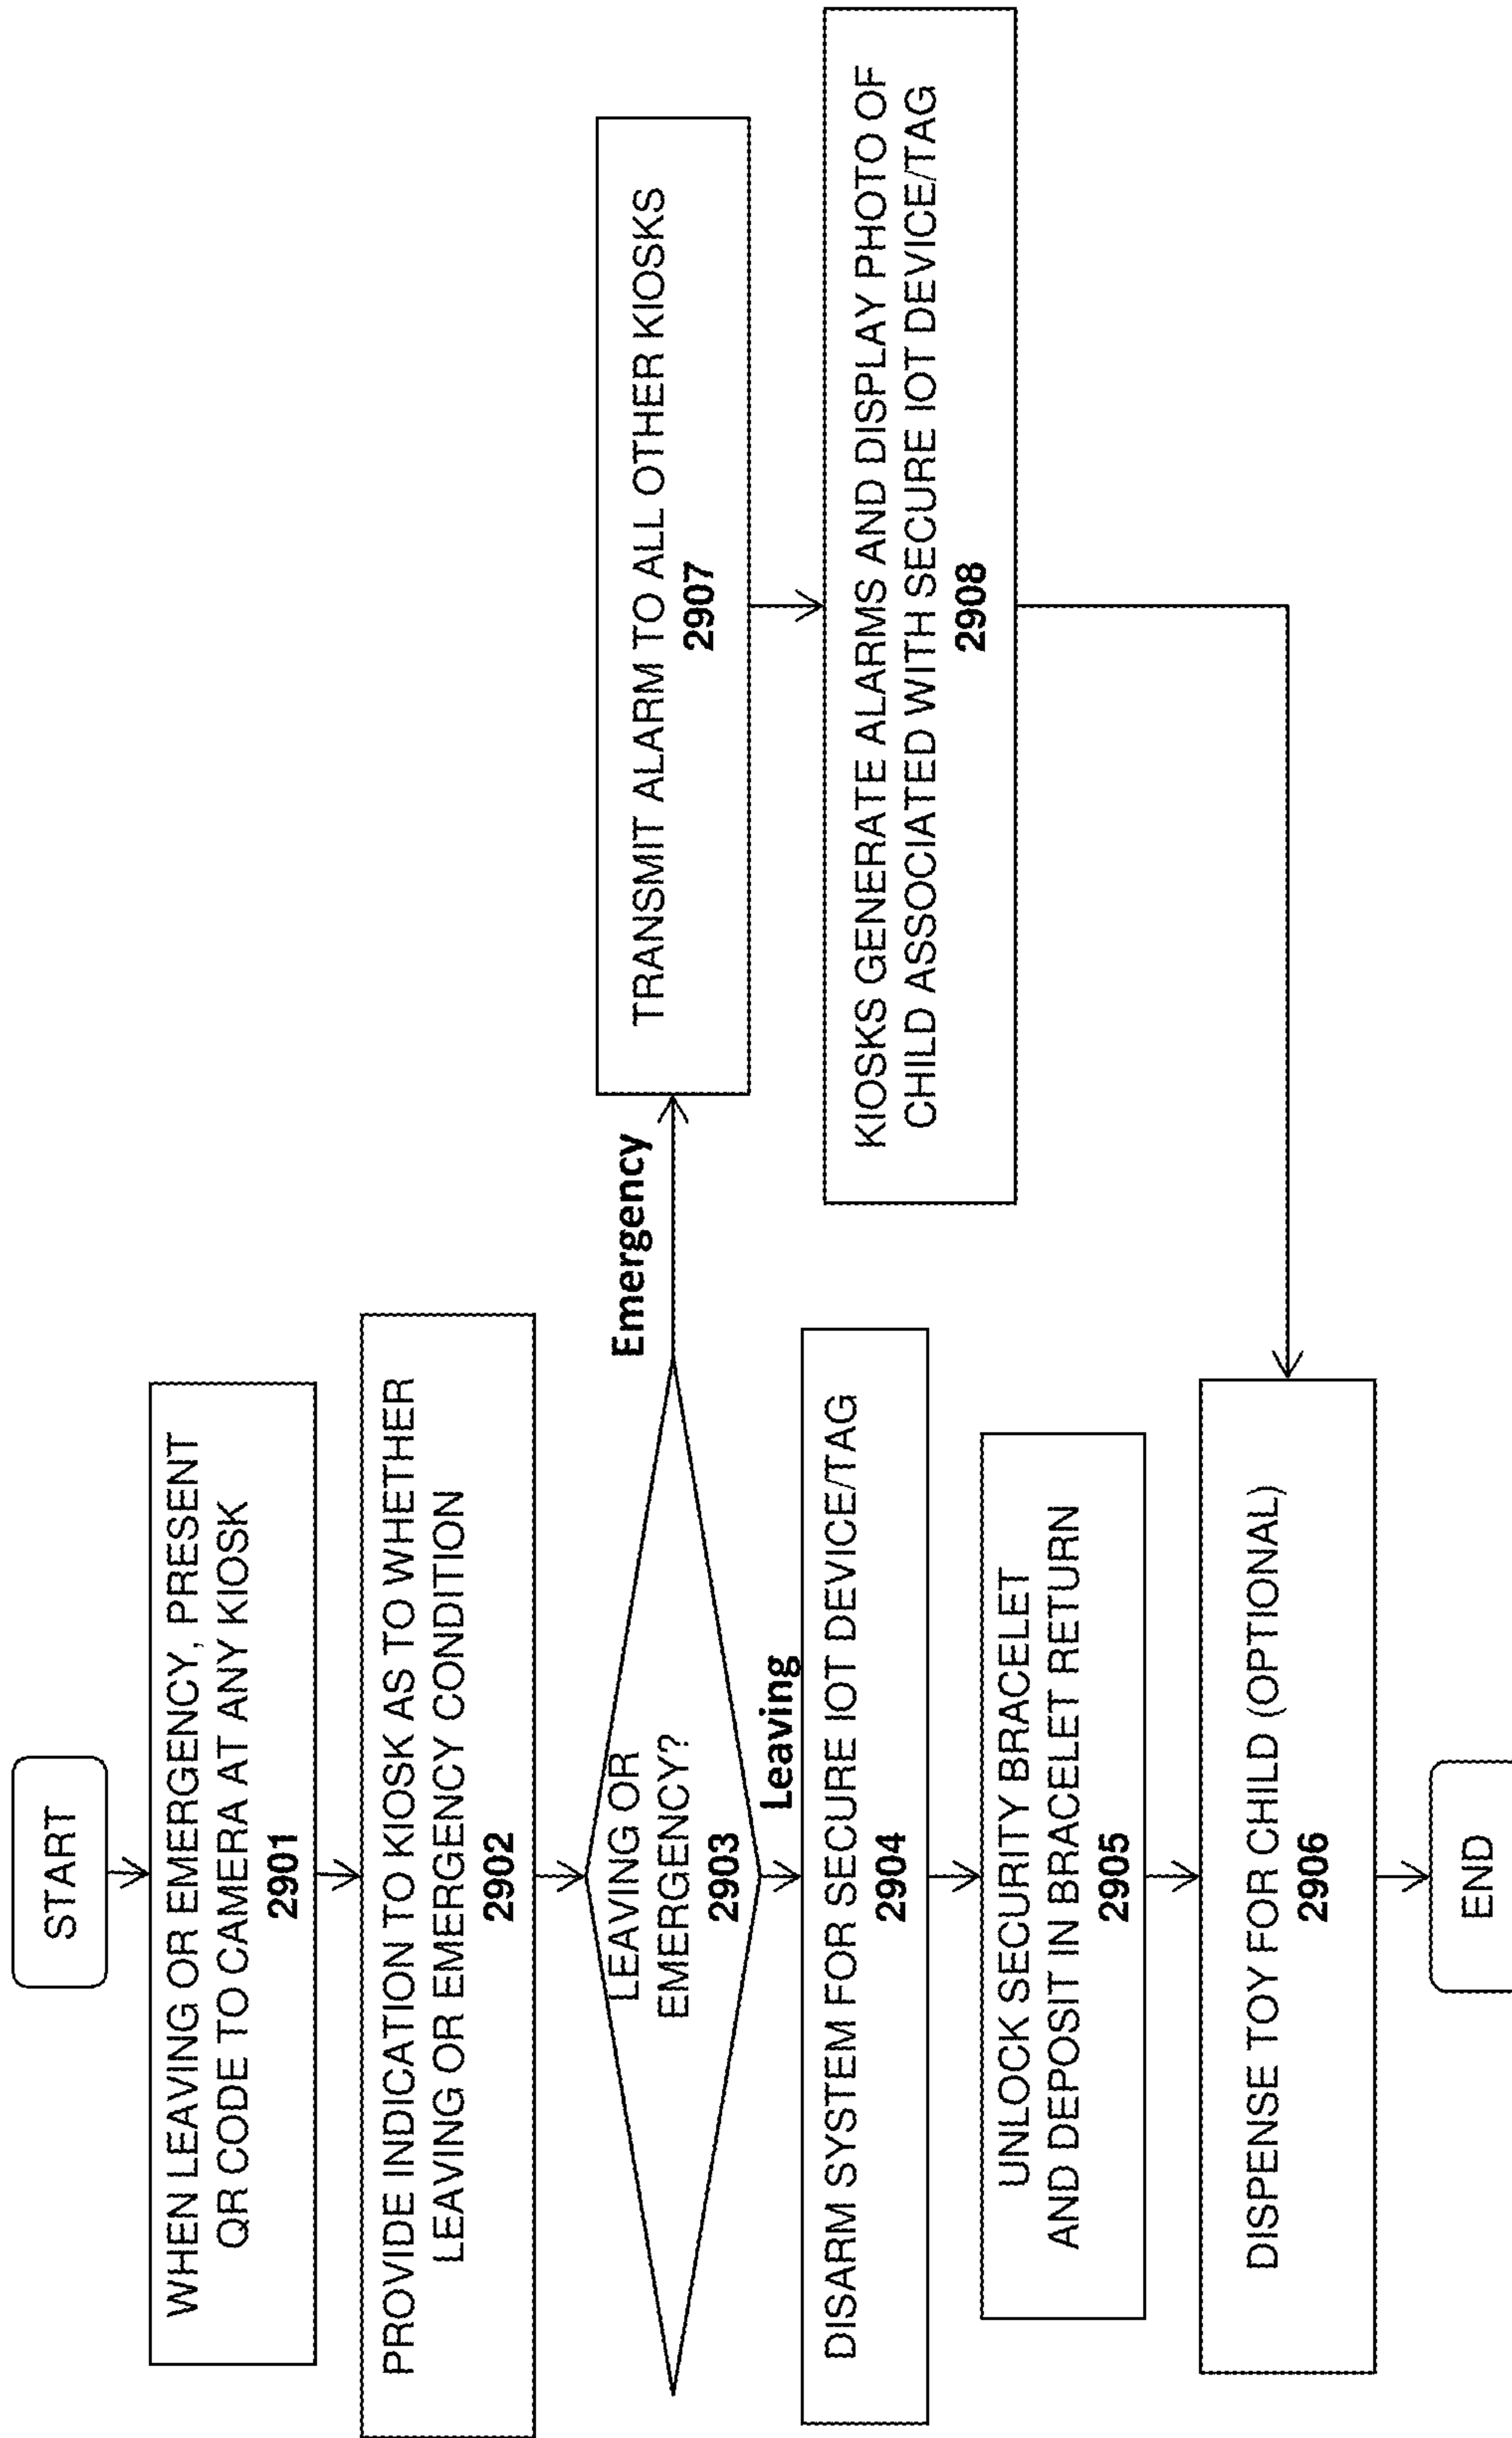 START
WHEN LEAVING OR EMERGENCY, PRESENT
QR CODE TO CAMERA AT ANY KIOSK
2901
PROVIDE INDICATION TO KIOSK AS TO WHETHER
LEAVING OR EMERGENCY CONDITION
2902
LEAVING OR
EMERGENCY?
2903
Emergency
Leaving
DISARM SYSTEM FOR SECURE IOT DEVICE/TAG
2904
UNLOCK SECURITY BRACELET
AND DEPOSIT IN BRACELET RETURN
2905
DISPENSE TOY FOR CHILD (OPTIONAL)
2906
END
TRANSMIT ALARM TO ALL OTHER KIOSKS
2907
KIOSKS GENERATE ALARMS AND DISPLAY PHOTO OF
CHILD ASSOCIATED WITH SECURE IOT DEVICE/TAG
2908